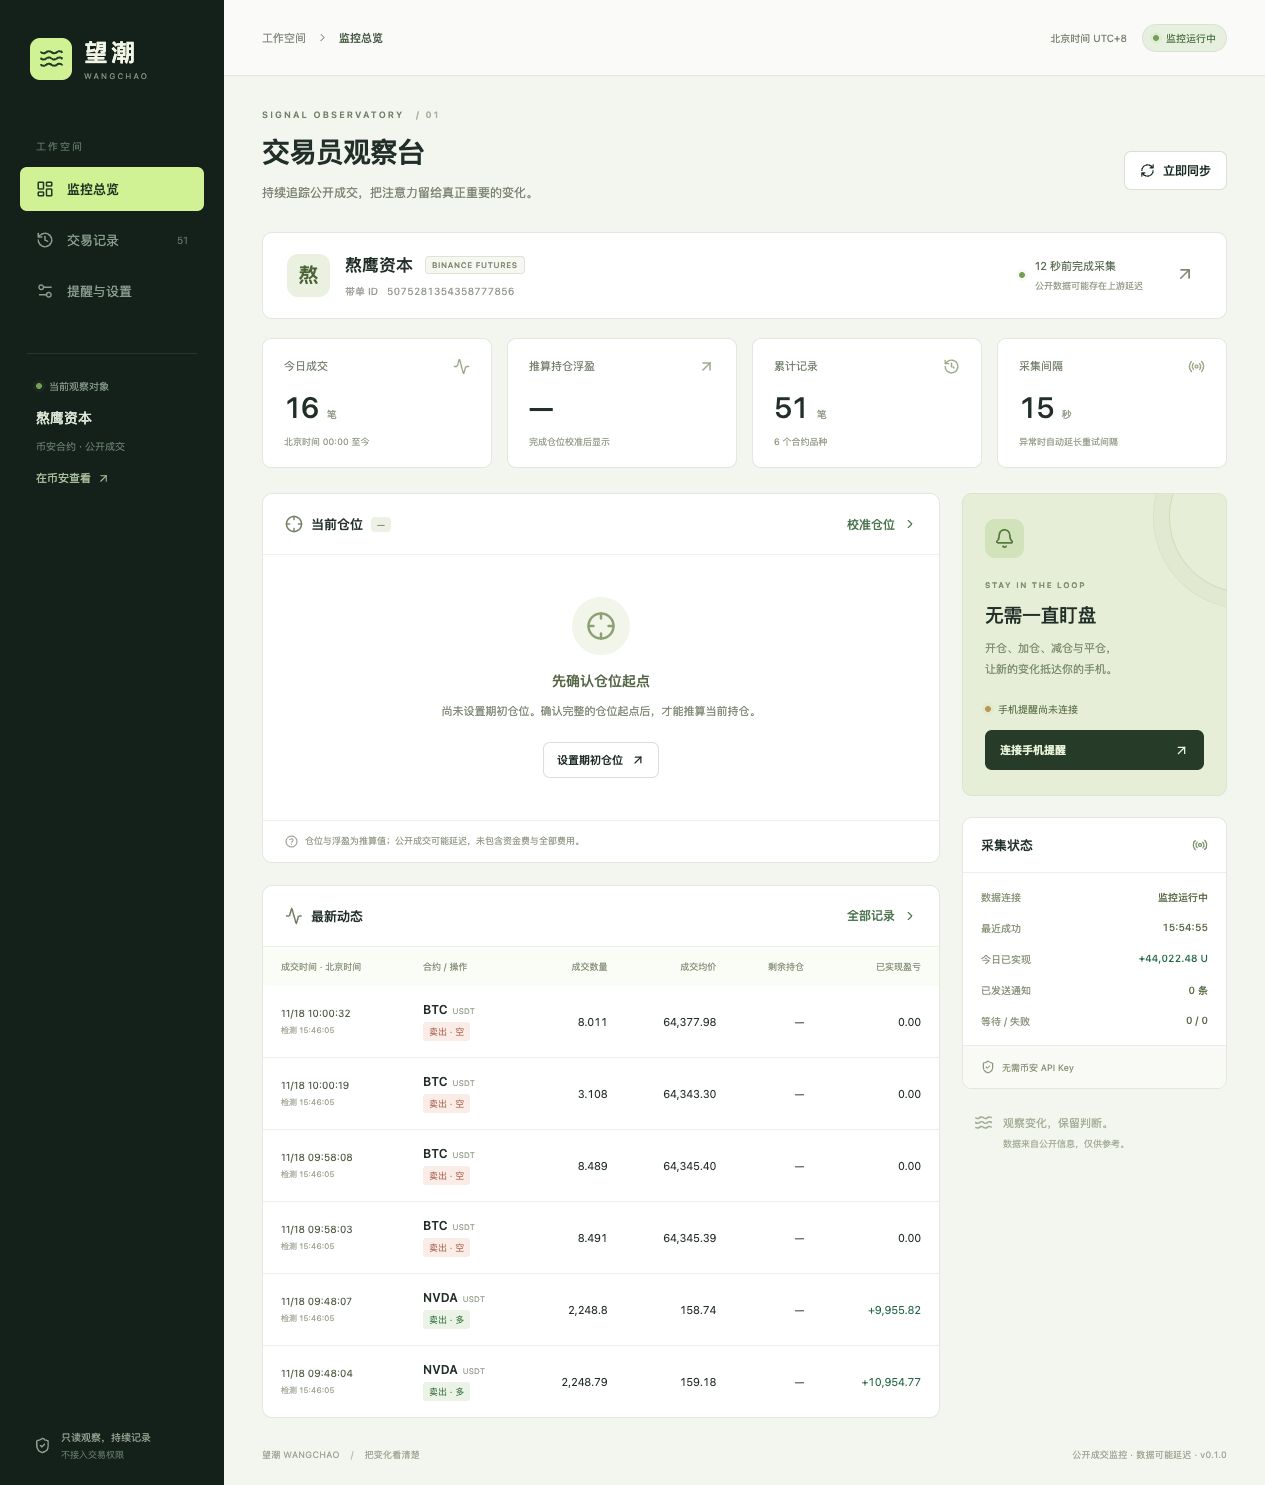 望潮
WANGCHAO
工作空间
监控总览
交易记录 51
提醒与设置
当前观察对象
熬鹰资本
币安合约 · 公开成交
在币安查看
只读观察，持续记录
不接入交易权限
工作空间 > 监控总览
北京时间 UTC+8 监控运行中
SIGNAL OBSERVATORY / 01
交易员观察台
持续追踪公开成交，把注意力留给真正重要的变化。
立即同步
熬
熬鹰资本 BINANCE FUTURES
带单 ID 5075281354358777856
12 秒前完成采集
公开数据可能存在上游延迟
今日成交
16 笔
北京时间 00:00 至今
推算持仓浮盈
—
完成仓位校准后显示
累计记录
51 笔
6 个合约品种
采集间隔
15 秒
异常时自动延长重试间隔
当前仓位 —
校准仓位
先确认仓位起点
尚未设置期初仓位。确认完整的仓位起点后，才能推算当前持仓。
设置期初仓位
仓位与浮盈为推算值；公开成交可能延迟，未包含资金费与全部费用。
STAY IN THE LOOP
无需一直盯盘
开仓、加仓、减仓与平仓，
让新的变化抵达你的手机。
手机提醒尚未连接
连接手机提醒
采集状态
数据连接 监控运行中
最近成功 15:54:55
今日已实现 +44,022.48 U
已发送通知 0 条
等待 / 失败 0 / 0
无需币安 API Key
观察变化，保留判断。
数据来自公开信息，仅供参考。
最新动态
全部记录
成交时间 · 北京时间 合约 / 操作 成交数量 成交均价 剩余持仓 已实现盈亏
11/18 10:00:32 BTC USDT 8.011 64,377.98 — 0.00
检测 15:46:05 卖出 · 空
11/18 10:00:19 BTC USDT 3.108 64,343.30 — 0.00
检测 15:46:05 卖出 · 空
11/18 09:58:08 BTC USDT 8.489 64,345.40 — 0.00
检测 15:46:05 卖出 · 空
11/18 09:58:03 BTC USDT 8.491 64,345.39 — 0.00
检测 15:46:05 卖出 · 空
11/18 09:48:07 NVDA USDT 2,248.8 158.74 — +9,955.82
检测 15:46:05 卖出 · 多
11/18 09:48:04 NVDA USDT 2,248.79 159.18 — +10,954.77
检测 15:46:05 卖出 · 多
望潮 WANGCHAO / 把变化看清楚
公开成交监控 · 数据可能延迟 · v0.1.0